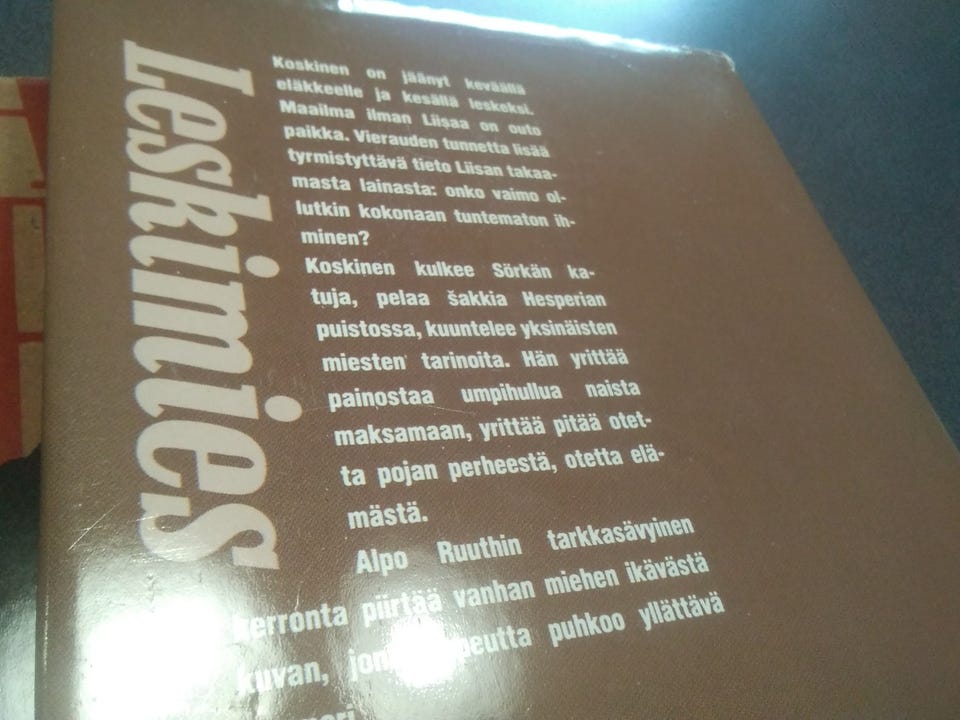 Leskimies
Koskinen on jäänyt keväällä
eläkkeelle ja kesällä leskeksi.
Maailma ilman Liisaa on outo
paikka. Vierauden tunnetta lisää
tyrmistyttävä tieto Liisan takaa-
masta lainasta: onko vaimo ol-
lutkin kokonaan tuntematon ih-
minen?
Koskinen kulkee Sörkän ka-
tuja, pelaa šakkia Hesperian
puistossa, kuuntelee yksinäisten
miesten tarinoita. Hän yrittää
painostaa umpihullua naista
maksamaan, yrittää pitää otet-
ta pojan perheestä, otetta elä-
mästä.
Alpo Ruuthin tarkkasävyinen
kerronta piirtää vanhan miehen ikävästä
kuvan, puhkoo yllättävä